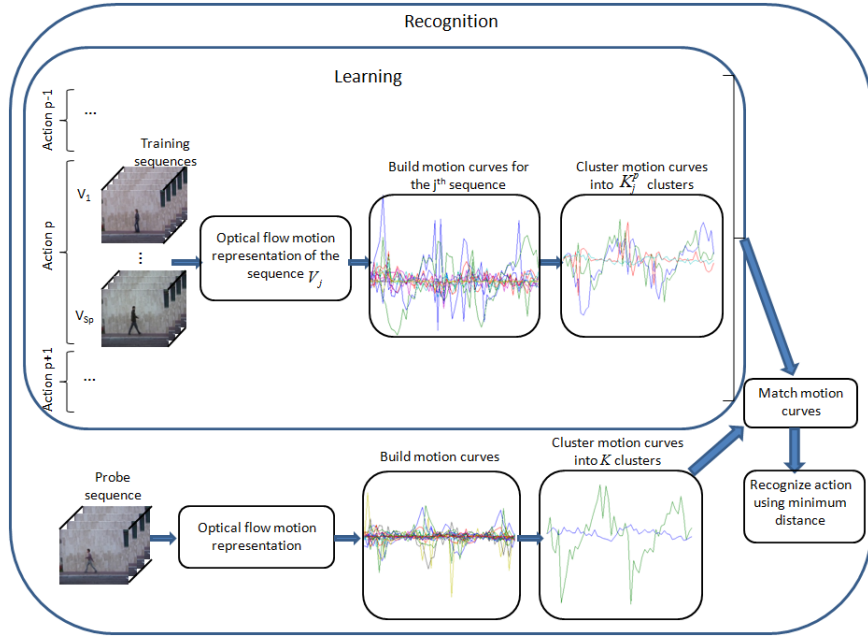 Recognition
Learning
Action p-1
...
Training
sequences
Action p
V1
...
VSp
Optical flow motion
representation of the
sequence Vj
Build motion curves for
the jth sequence
Cluster motion curves
into K_j^p clusters
Action p+1
...
Match motion
curves
Probe
sequence
Optical flow motion
representation
Build motion curves
Cluster motion curves
into K clusters
Recognize action
using minimum
distance